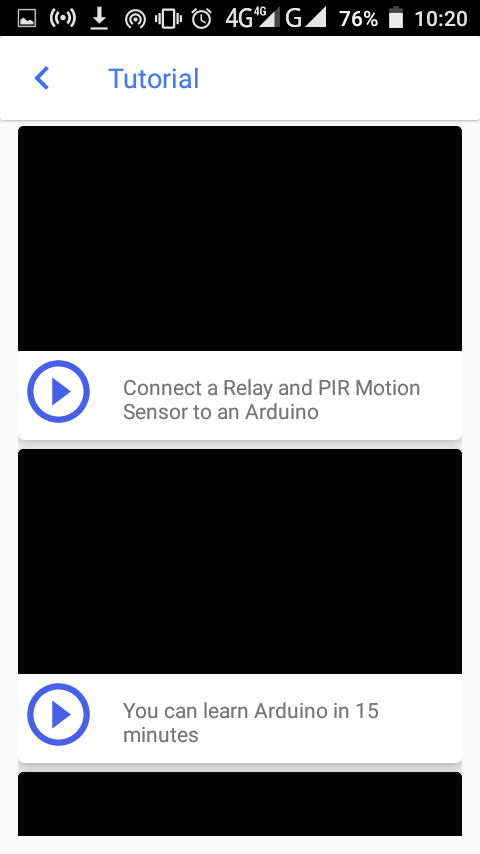 4G 4G G 76% 10:20
Tutorial
Connect a Relay and PIR Motion
Sensor to an Arduino
You can learn Arduino in 15
minutes